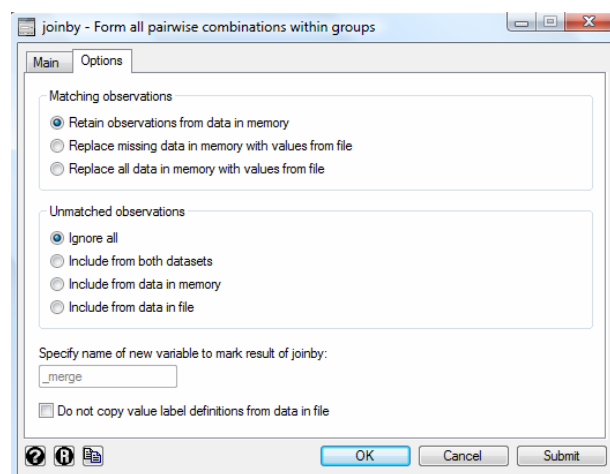 joinby - Form all pairwise combinations within groups
Main Options
Matching observations
Retain observations from data in memory
Replace missing data in memory with values from file
Replace all data in memory with values from file
Unmatched observations
Ignore all
Include from both datasets
Include from data in memory
Include from data in file
Specify name of new variable to mark result of joinby:
_merge
Do not copy value label definitions from data in file
? R OK Cancel Submit